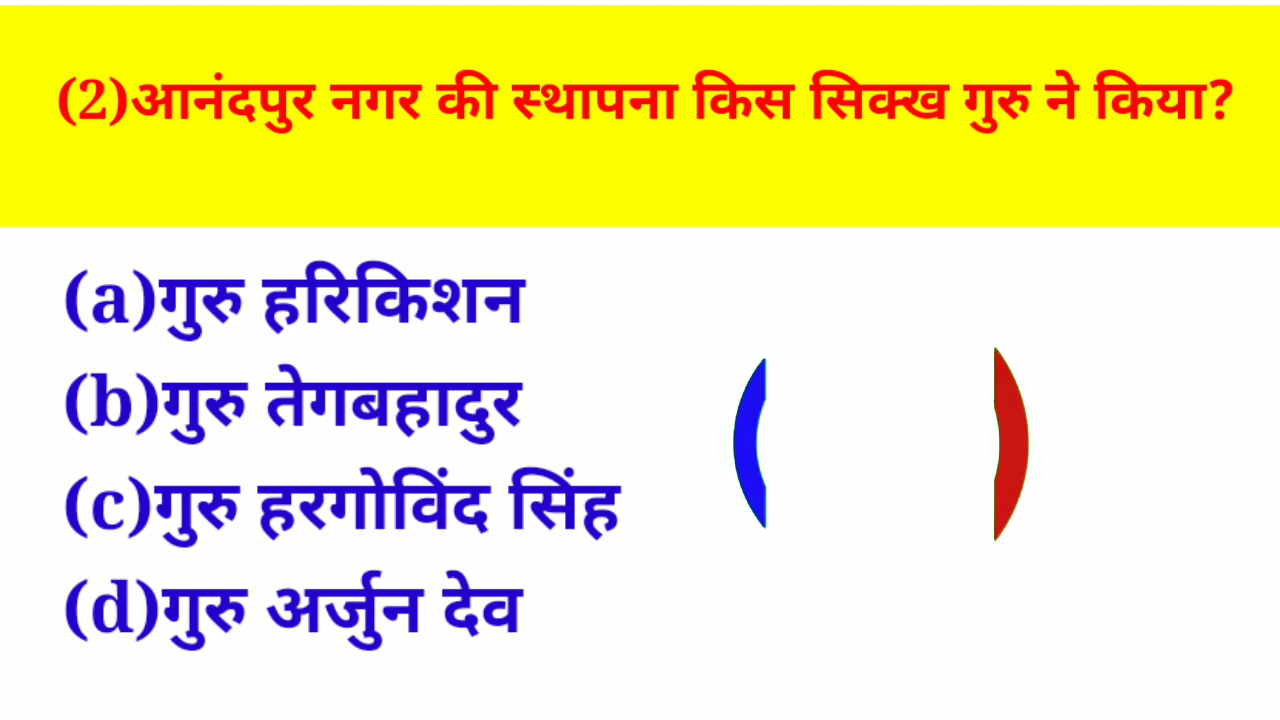 (2)आनंदपुर नगर की स्थापना किस सिक्ख गुरु ने किया?
(a)गुरु हरिकिशन
(b)गुरु तेगबहादुर
(c)गुरु हरगोविंद सिंह
(d)गुरु अर्जुन देव